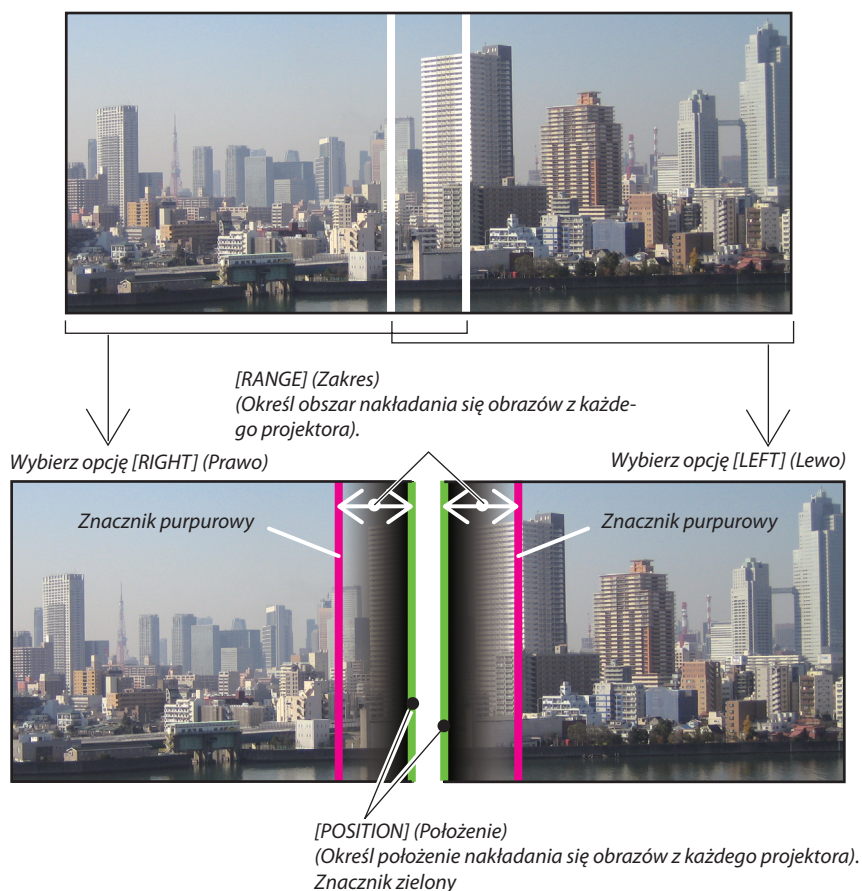 [RANGE] (Zakres)
(Określ obszar nakładania się obrazów z każde-
go projektora).
Wybierz opcję [RIGHT] (Prawo)
Wybierz opcję [LEFT] (Lewo)
Znacznik purpurowy
Znacznik purpurowy
[POSITION] (Położenie)
(Określ położenie nakładania się obrazów z każdego projektora).
Znacznik zielony